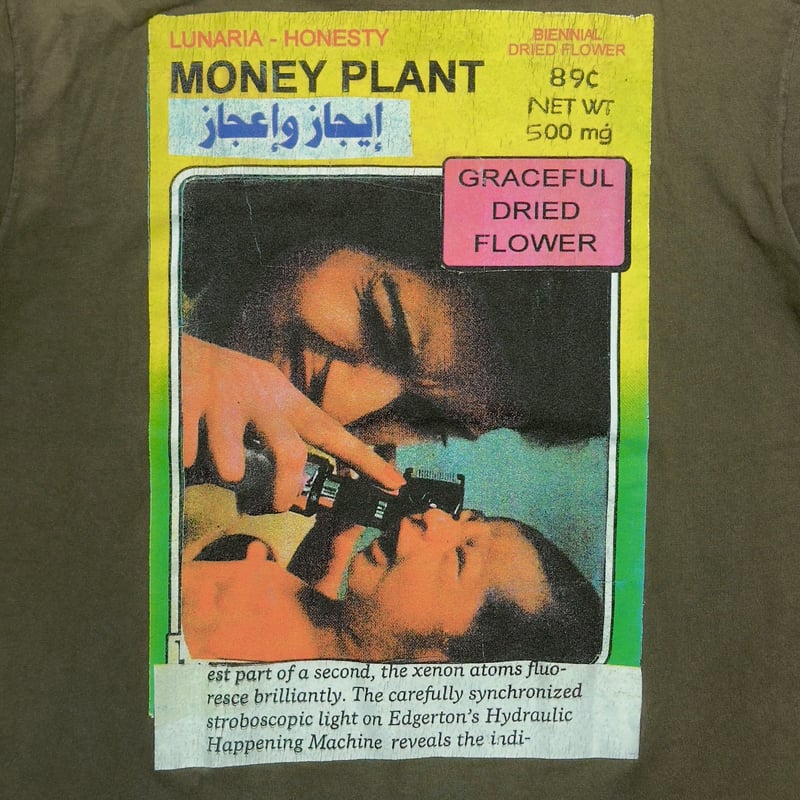 LUNARIA - HONESTY
BIENNIAL
DRIED FLOWER
MONEY PLANT
89¢
NET WT
500 mg
إيجاز وإعجاز
GRACEFUL
DRIED
FLOWER
est part of a second, the xenon atoms fluo-
resce brilliantly. The carefully synchronized
stroboscopic light on Edgerton's Hydraulic
Happening Machine reveals the indi-